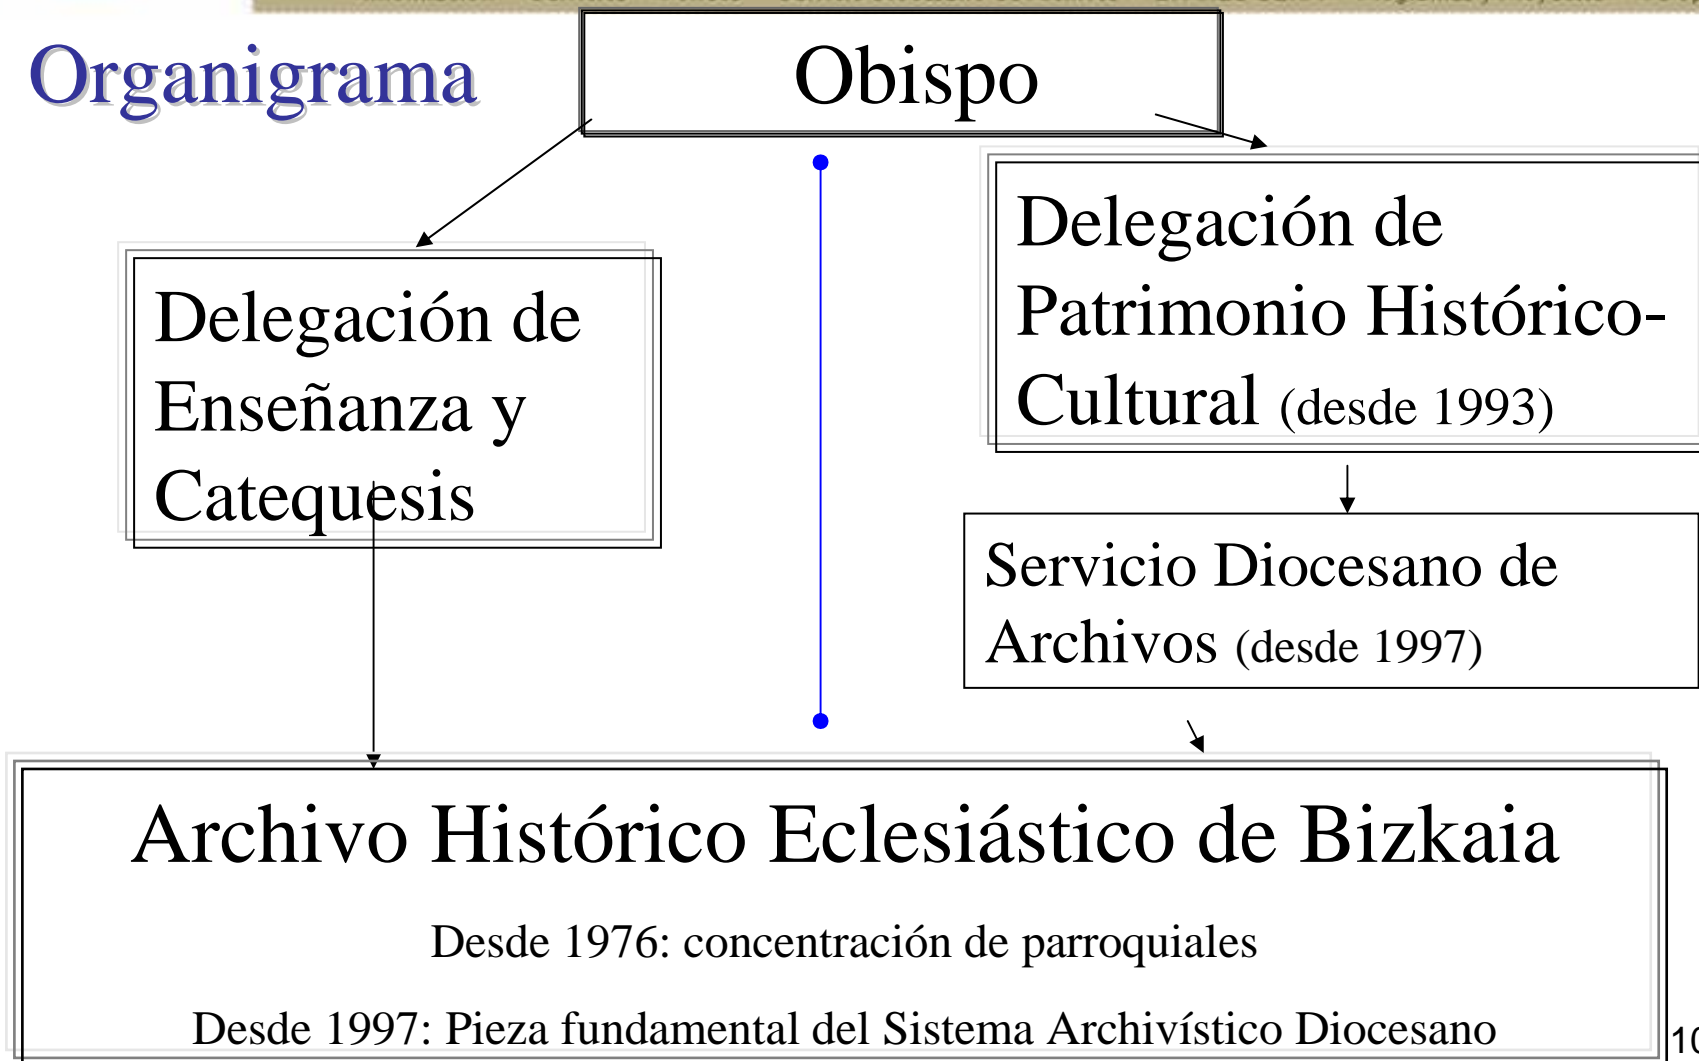 Organigrama
Obispo
Delegación de
Enseñanza y
Catequesis
Delegación de
Patrimonio Histórico-
Cultural (desde 1993)
Servicio Diocesano de
Archivos (desde 1997)
Archivo Histórico Eclesiástico de Bizkaia
Desde 1976: concentración de parroquiales
Desde 1997: Pieza fundamental del Sistema Archivístico Diocesano